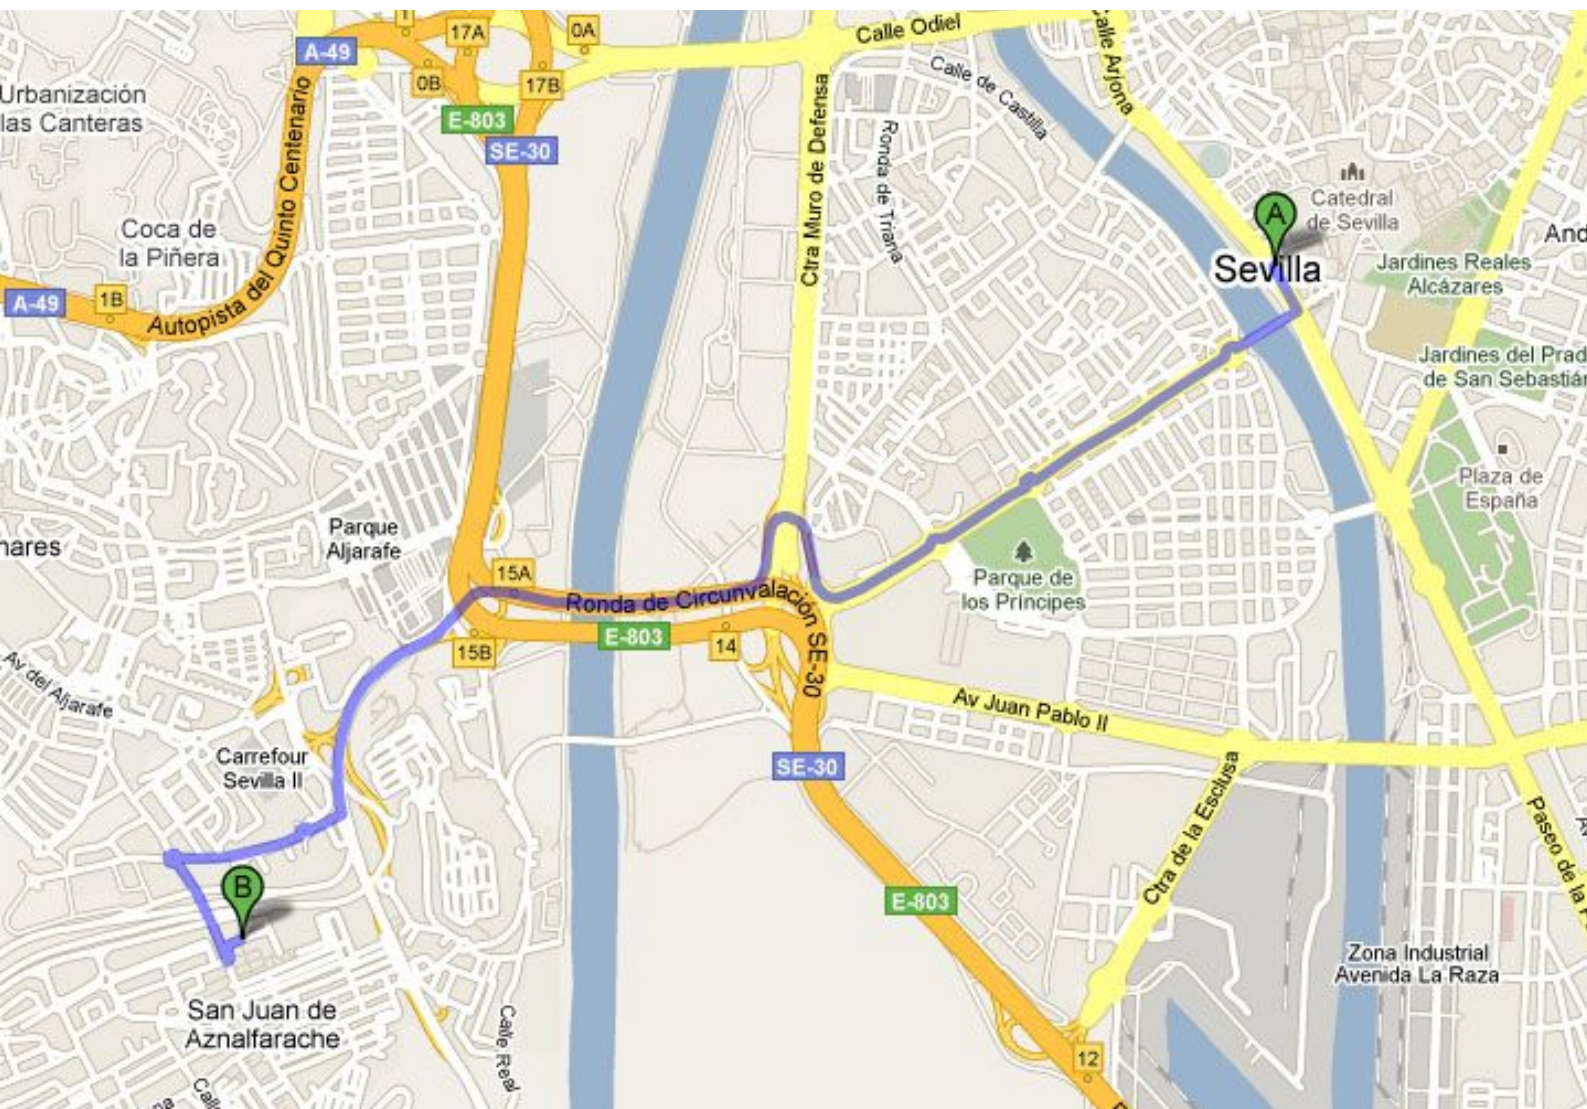 1
17A
0A
Calle Odiel
Calle Arjona
A-49
0B
17B
Calle de Castilla
Urbanización
las Canteras
E-803
SE-30
Autopista del Quinto Centenario
Ctra Muro de Defensa
Ronda de Triana
A
Catedral
de Sevilla
Coca de
la Piñera
And
Sevilla
Jardines Reales
Alcázares
A-49
1B
Jardines del Prad
de San Sebastiár
Plaza de
España
Parque
Aljarafe
nares
15A
Ronda de Circunvalación SE-30
Parque de
los Príncipes
E-803
14
15B
Av del Aljarafe
Av Juan Pablo II
Carrefour
Sevilla II
SE-30
Ctra de la Esclusa
Paseo de la
B
E-803
Zona Industrial
Avenida La Raza
San Juan de
Aznalfarache
Calle Real
12